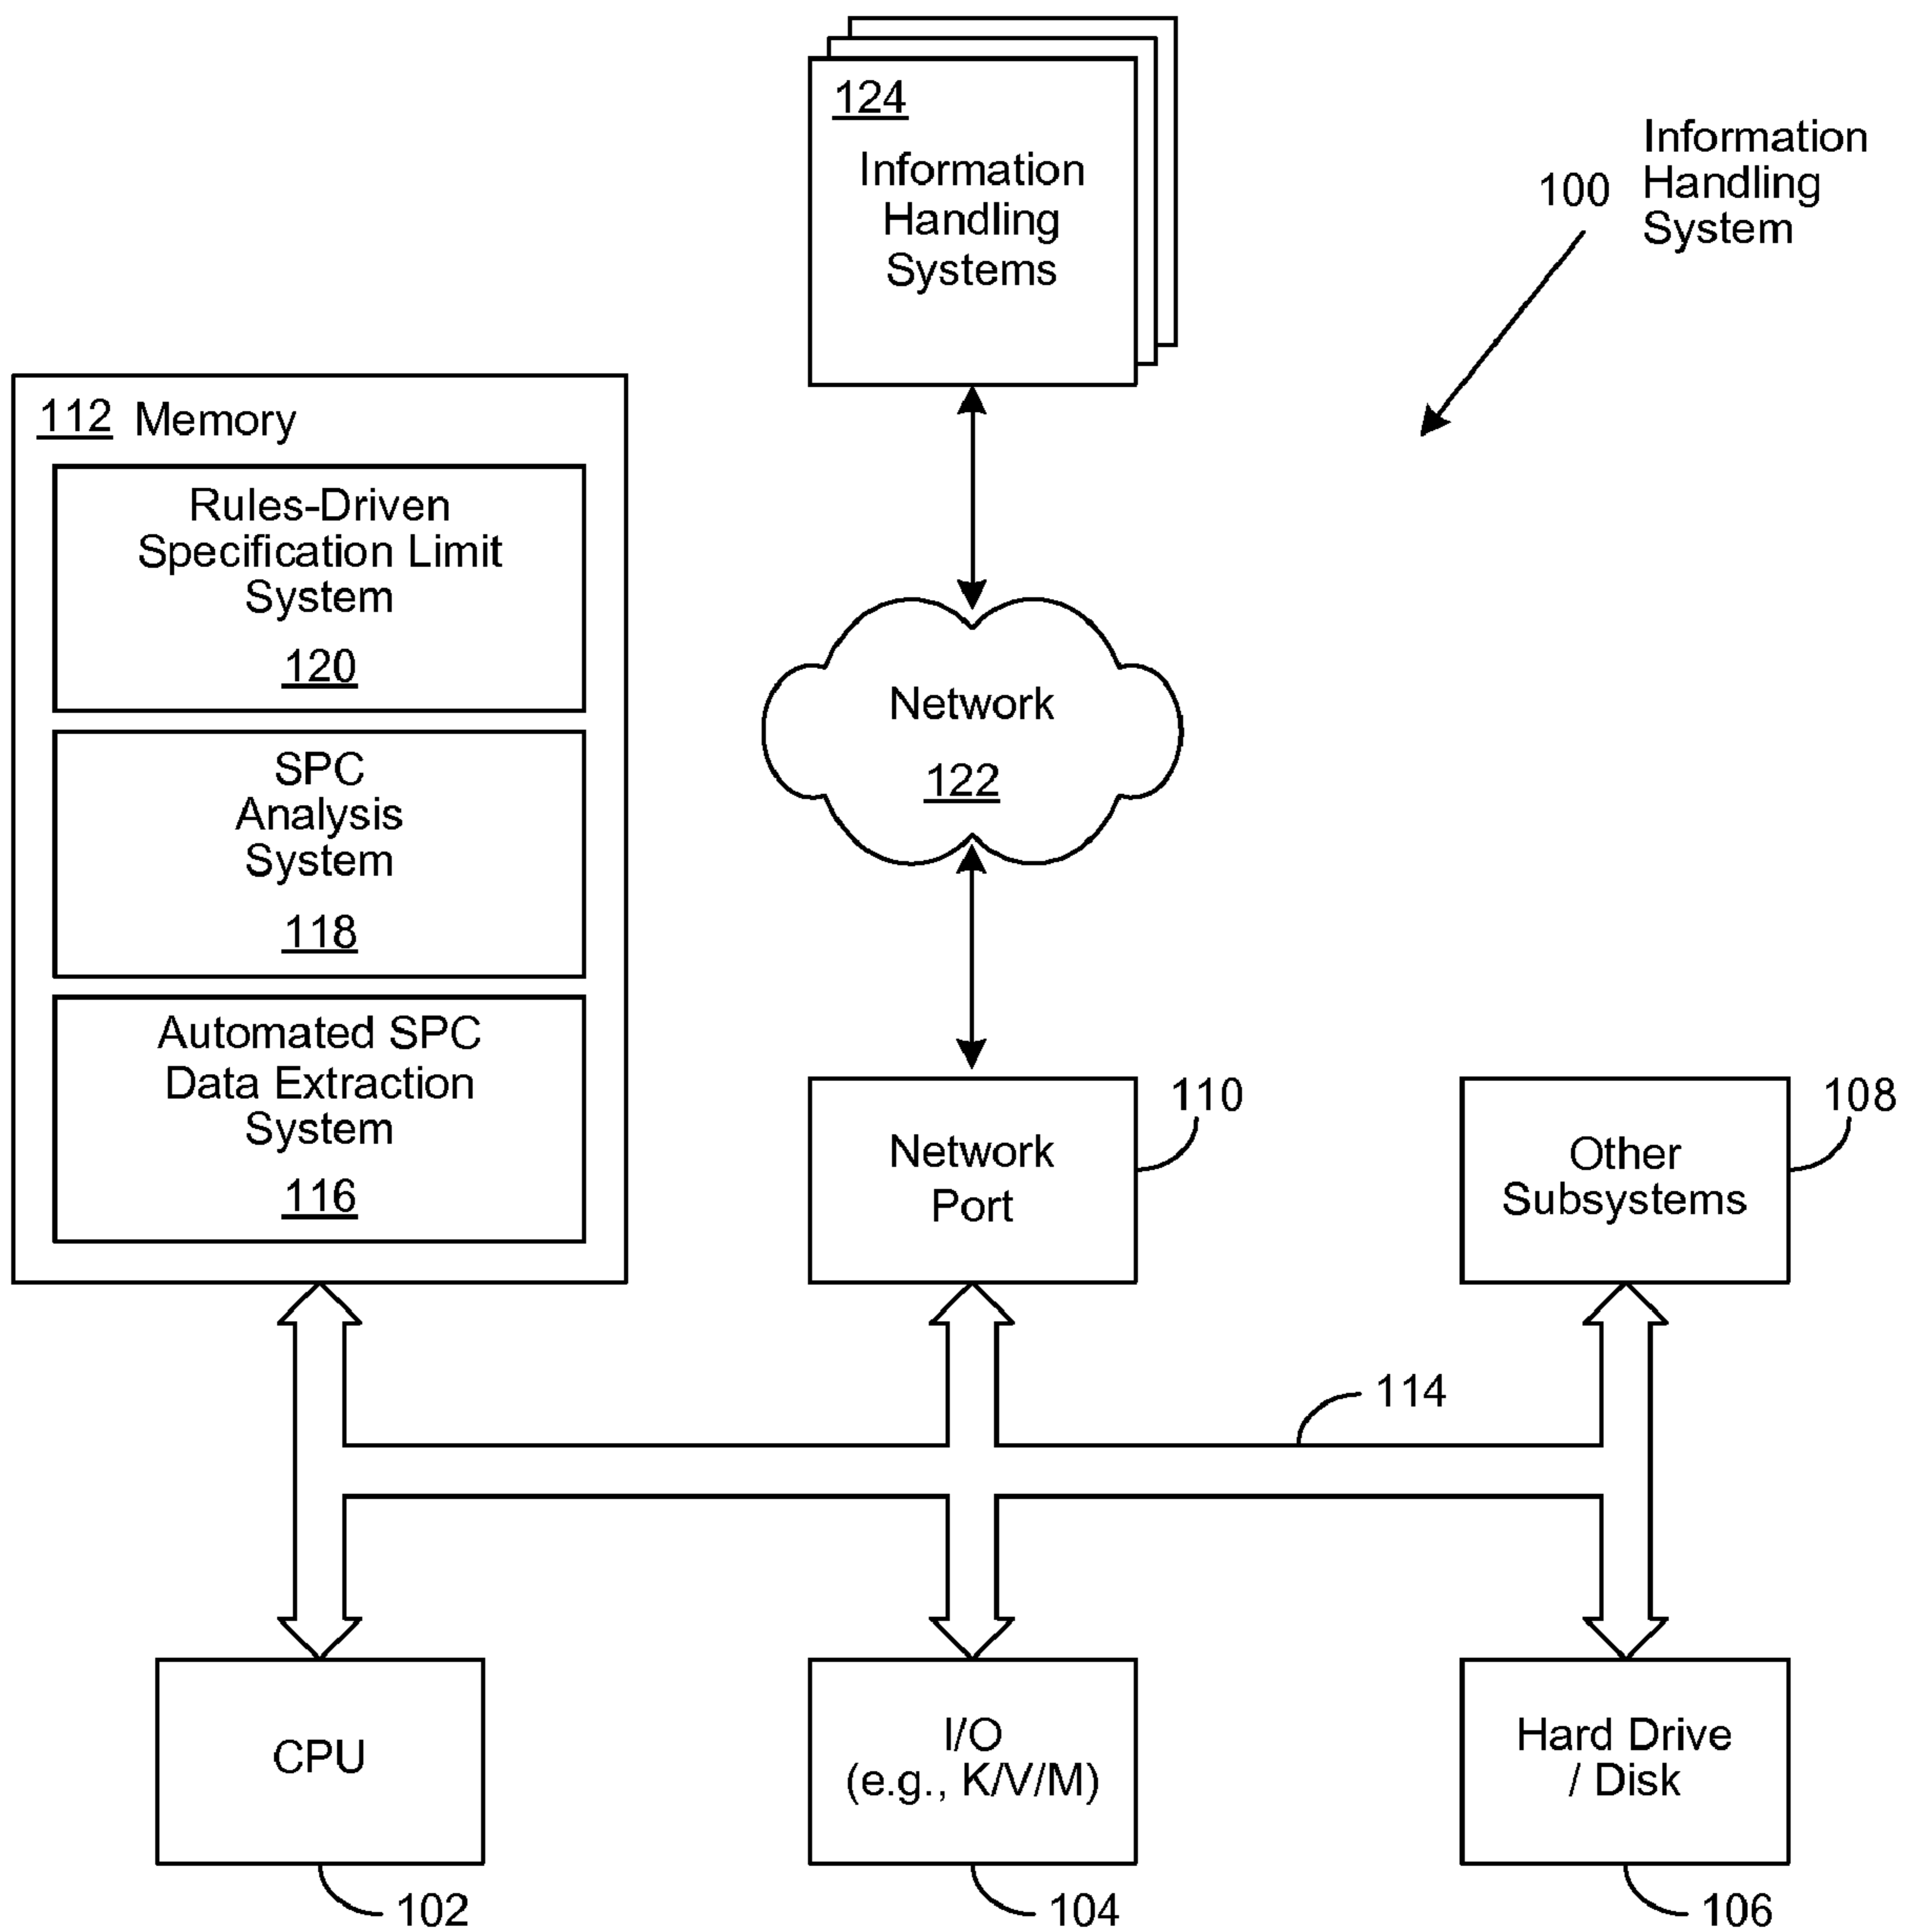 124
Information
Handling
Systems
100
Information
Handling
System
112 Memory
Rules-Driven
Specification Limit
System
120
SPC
Analysis
System
118
Automated SPC
Data Extraction
System
116
Network
122
Network
Port
110
Other
Subsystems
108
114
CPU
102
I/O
(e.g., K/V/M)
104
Hard Drive
/ Disk
106